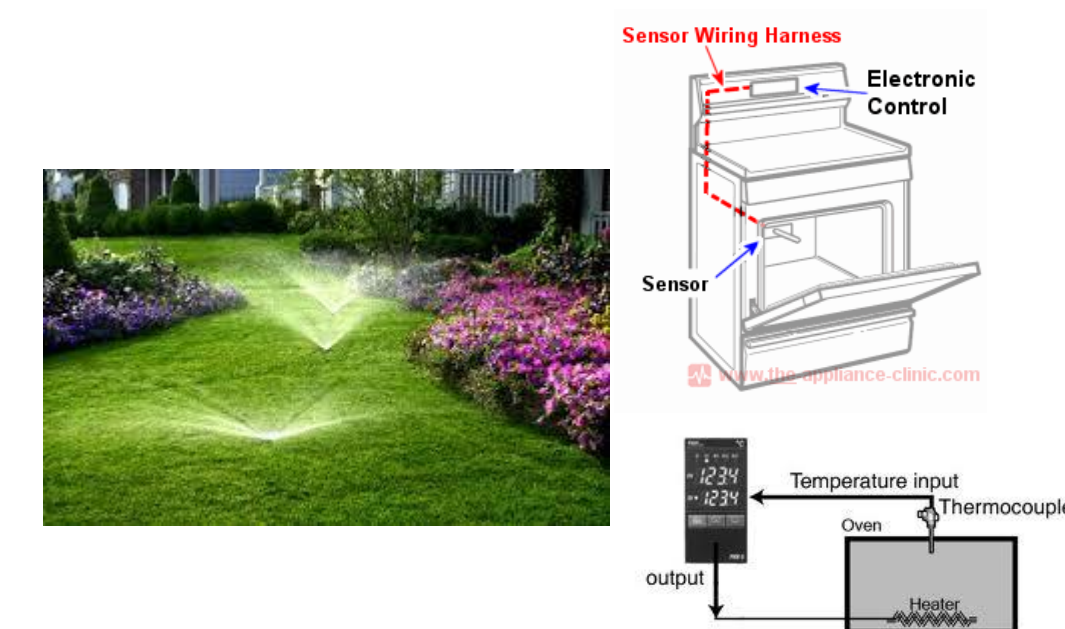 Sensor Wiring Harness
Electronic
Control
Sensor
www.the-appliance-clinic.com
°C
1234
1234
Temperature input
Thermocouple
Oven
output
Heater